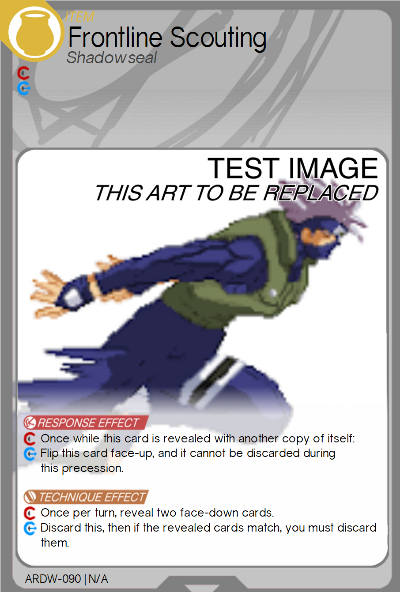 Frontline Scouting
Shadowseal
TEST IMAGE
THIS ART TO BE REPLACED
RESPONSE EFFECT
Once while this card is revealed with another copy of itself:
Flip this card face-up, and it cannot be discarded during
this precession.
TECHNIQUE EFFECT
Once per turn, reveal two face-down cards.
Discard this, then if the revealed cards match, you must discard
them.
ARDW-090 | N/A